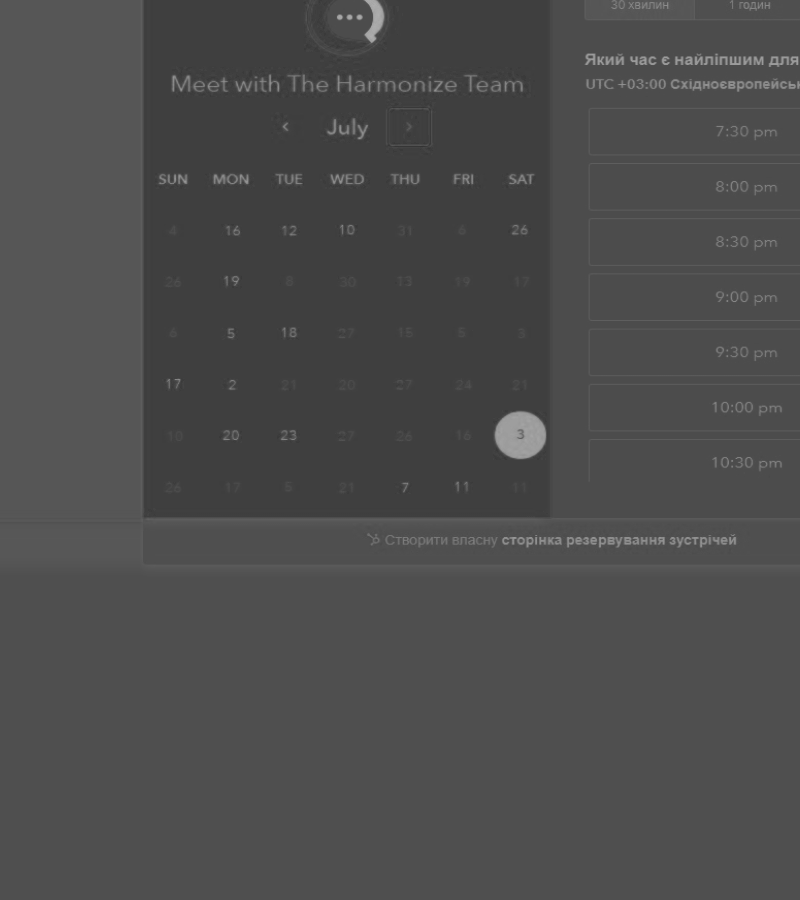 30 хвилин 1 годин
Meet with The Harmonize Team
July
SUN MON TUE WED THU FRI SAT
4 16 12 10 31 6 26
26 19 8 30 13 19 17
6 5 18 27 15 5 3
17 2 21 20 27 24 21
10 20 23 27 26 16 3
26 17 5 21 7 11 11
Який час є найліпшим для
UTC +03:00 Східноєвропейськ
7:30 pm
8:00 pm
8:30 pm
9:00 pm
9:30 pm
10:00 pm
10:30 pm
Створити власну сторінка резервування зустрічей